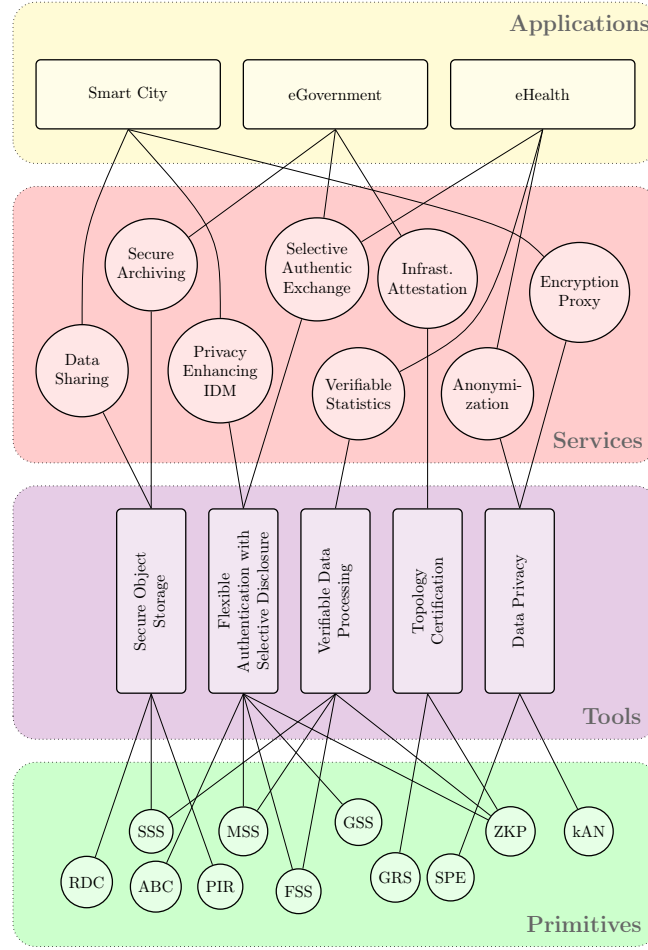 Applications
Smart City
eGovernment
eHealth
Secure
Archiving
Selective
Authentic
Exchange
Infrast.
Attestation
Encryption
Proxy
Data
Sharing
Privacy
Enhancing
IDM
Verifiable
Statistics
Anonymi-
zation
Services
Secure Object
Storage
Flexible
Authentication with
Selective Disclosure
Verifiable Data
Processing
Topology
Certification
Data Privacy
Tools
SSS
MSS
GSS
ZKP
kAN
RDC
ABC
PIR
FSS
GRS
SPE
Primitives